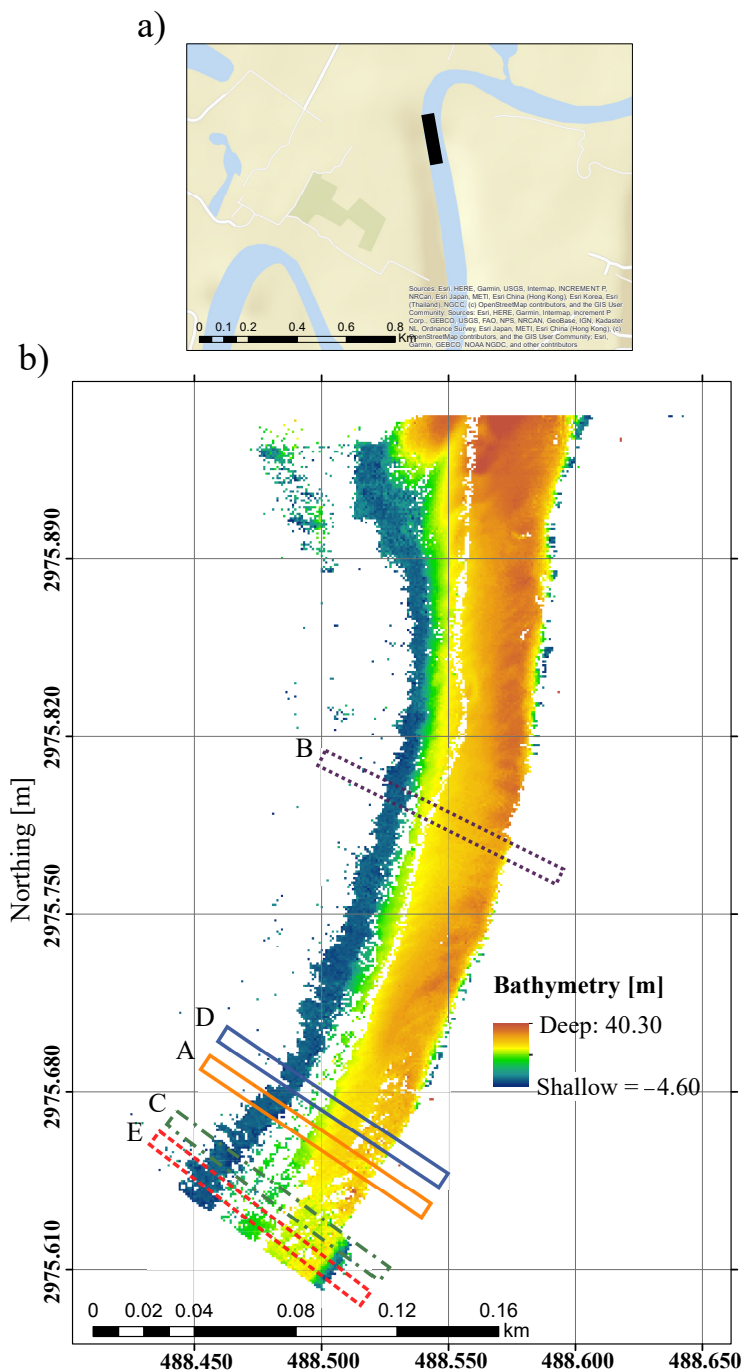 a)
Sources: Esri, HERE, Garmin, USGS, Intermap, INCREMENT P,
NRCan, Esri Japan, METI, Esri China (Hong Kong), Esri Korea, Esri
(Thailand), NGCC, (c) OpenStreetMap contributors, and the GIS User
Community: Sources: Esri, HERE, Garmin, Intermap, increment P
Corp., GEBCO, USGS, FAO, NPS, NRCAN, GeoBase, IGN, Kadaster
NL, Ordnance Survey, Esri Japan, METI, Esri China (Hong Kong), (c)
OpenStreetMap contributors, and the GIS User Community; Esri,
Garmin, GEBCO, NOAA NGDC, and other contributors
0 0.1 0.2 0.4 0.6 0.8
Km
b)
Northing [m]
2975.890
2975.820
2975.750
2975.680
2975.610
B
D
A
C
E
Bathymetry [m]
Deep: 40.30
Shallow = −4.60
0 0.02 0.04 0.08 0.12 0.16
km
488.450 488.500 488.550 488.600 488.650